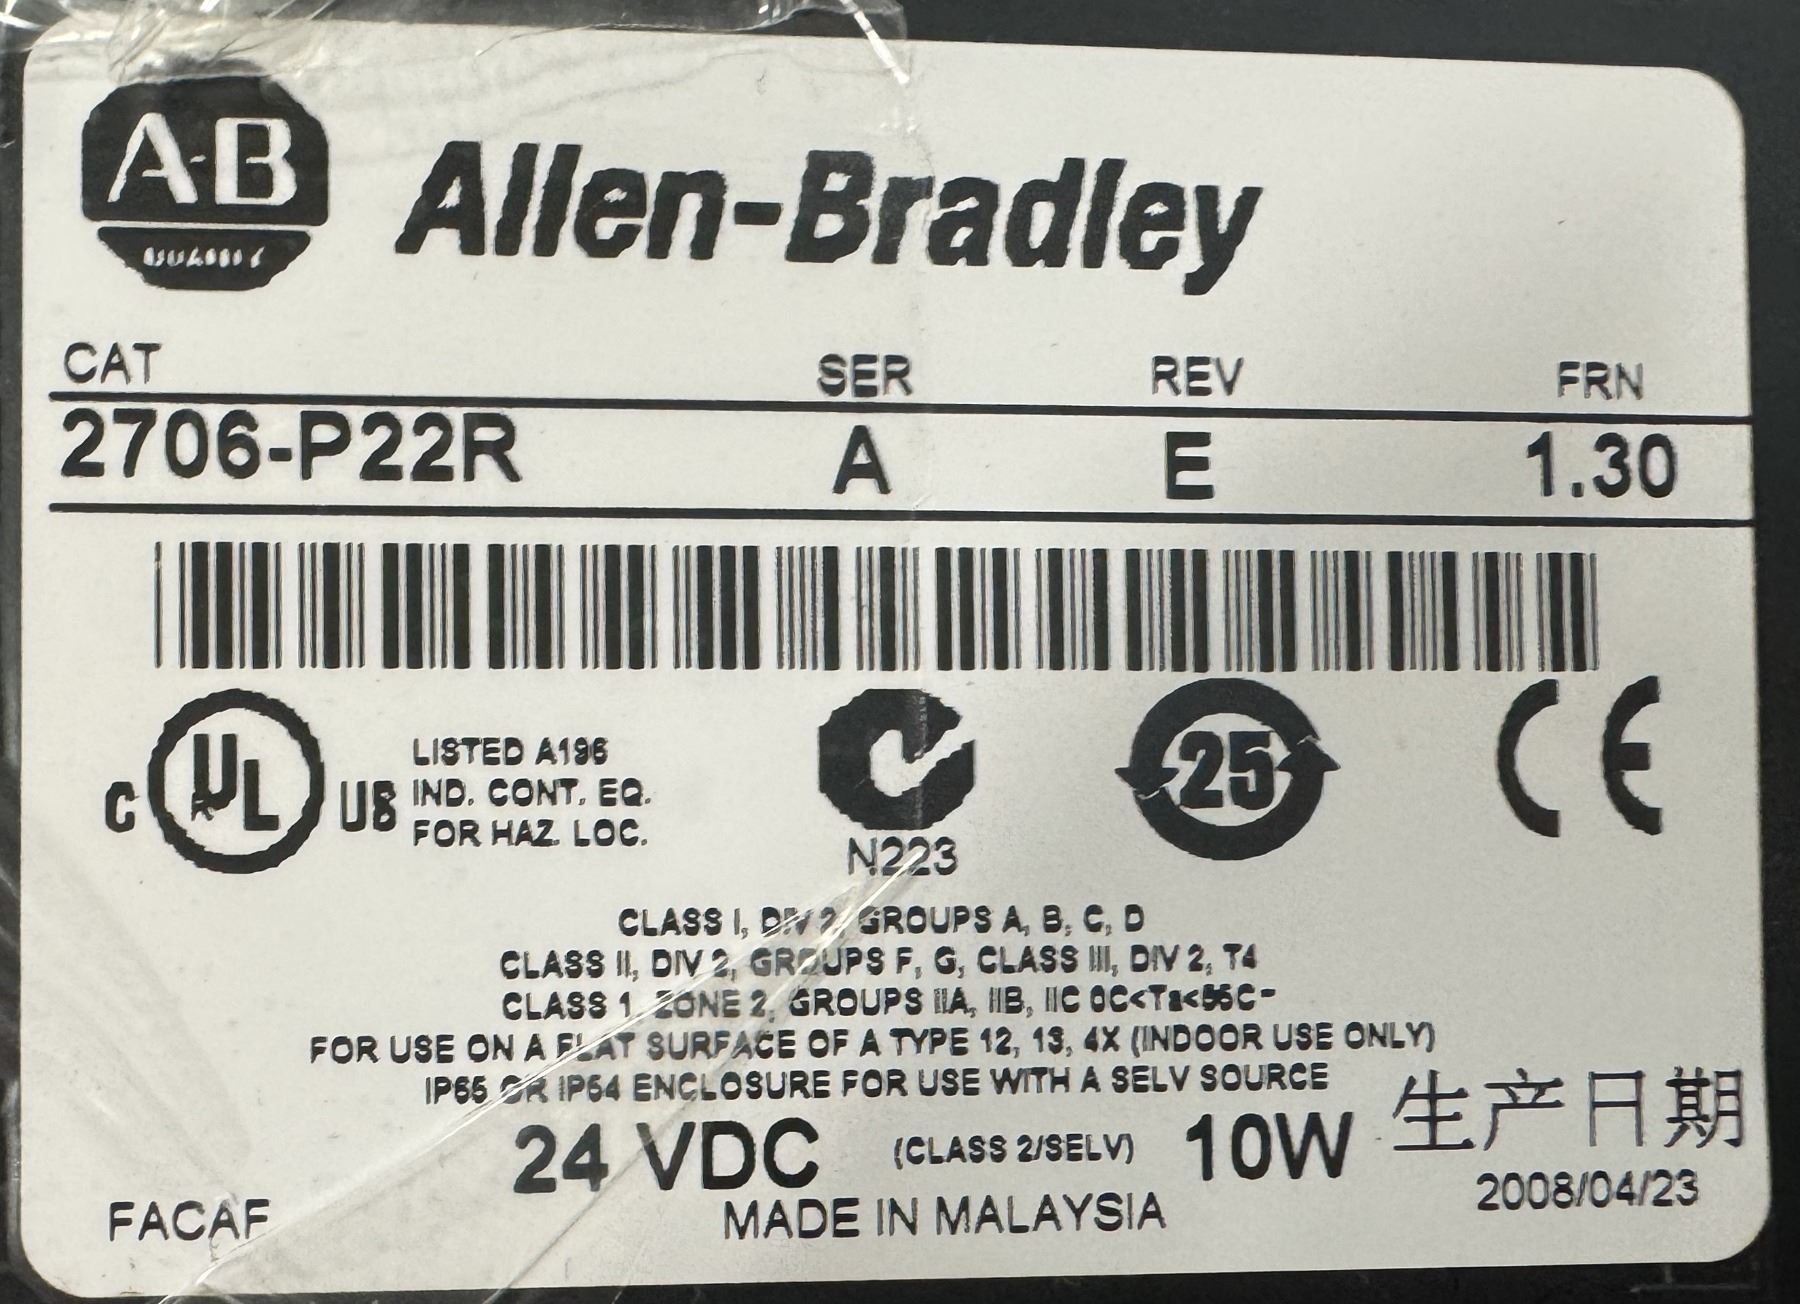 A-B
QUALITY
Allen-Bradley
CAT SER REV FRN
2706-P22R A E 1.30
C UL US
LISTED A196
IND. CONT. EQ.
FOR HAZ. LOC.
N223
25
CE
CLASS I, DIV 2, GROUPS A, B, C, D
CLASS II, DIV 2, GROUPS F, G, CLASS III, DIV 2, T4
CLASS 1, ZONE 2, GROUPS IIA, IIB, IIC 0C<Ta<55C-
FOR USE ON A FLAT SURFACE OF A TYPE 12, 13, 4X (INDOOR USE ONLY)
IP65 OR IP54 ENCLOSURE FOR USE WITH A SELV SOURCE
24 VDC (CLASS 2/SELV) 10W
生产日期
2008/04/23
FACAF
MADE IN MALAYSIA